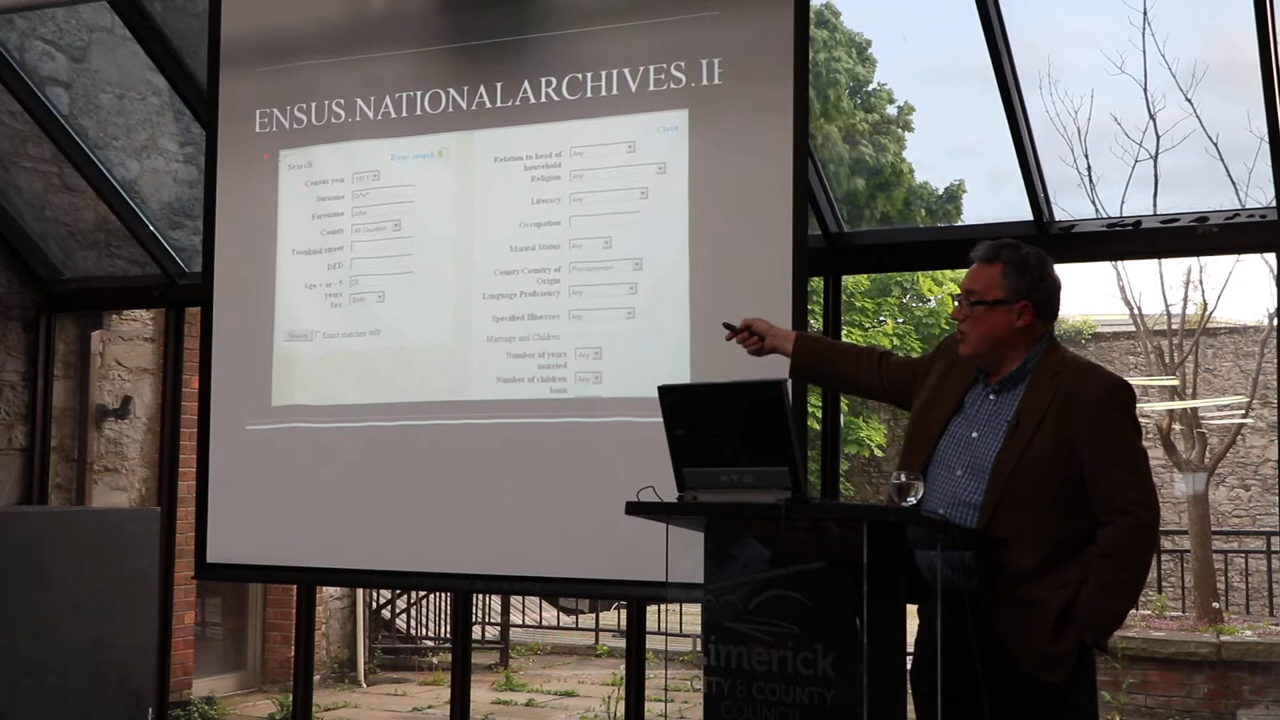 ENSUS.NATIONALARCHIVES.IE
Search
Census year 1911
Surname
Forename John
County All Counties
Townland/street
DED
Age + or - 5 years
Sex Both
Search Exact matches only
Close
Relation to head of household Any
Religion Any
Literacy Any
Occupation
Marital Status Any
County/Country of Origin
Language Proficiency Any
Specified Illnesses Any
Marriage and Children
Number of years married Any
Number of children born Any
ATG
Limerick
CITY & COUNTY
COUNCIL